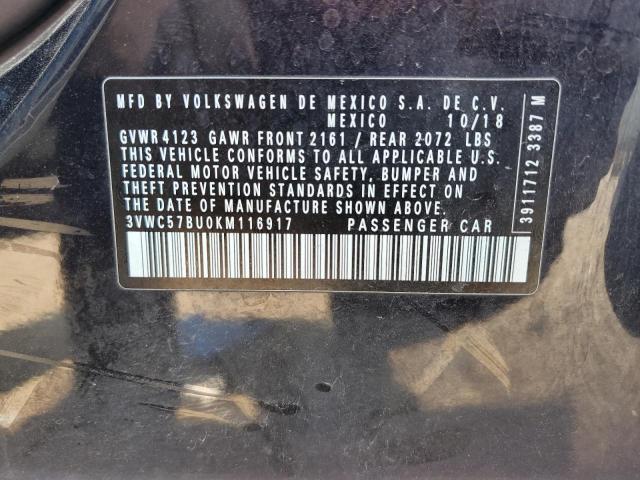 MFD BY VOLKSWAGEN DE MEXICO S.A. DE C.V.
MEXICO 10/18
GVWR 4123 GAWR FRONT 2161 / REAR 2072 LBS
THIS VEHICLE CONFORMS TO ALL APPLICABLE U.S.
FEDERAL MOTOR VEHICLE SAFETY, BUMPER AND
THEFT PREVENTION STANDARDS IN EFFECT ON
THE DATE OF MANUFACTURE SHOWN ABOVE.
3VWC57BU0KM116917 PASSENGER CAR
3911712 3387 M